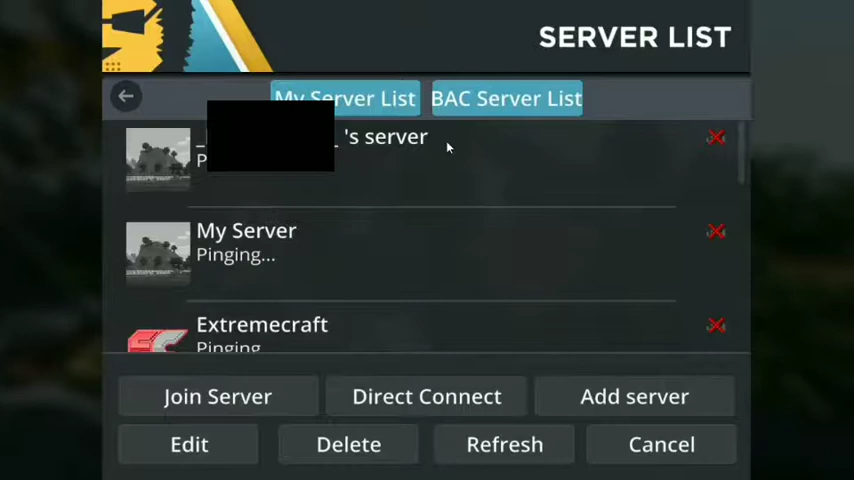 SERVER LIST
My Server List
BAC Server List
's server
My Server
Pinging...
Extremecraft
Pinging
Join Server
Direct Connect
Add server
Edit
Delete
Refresh
Cancel